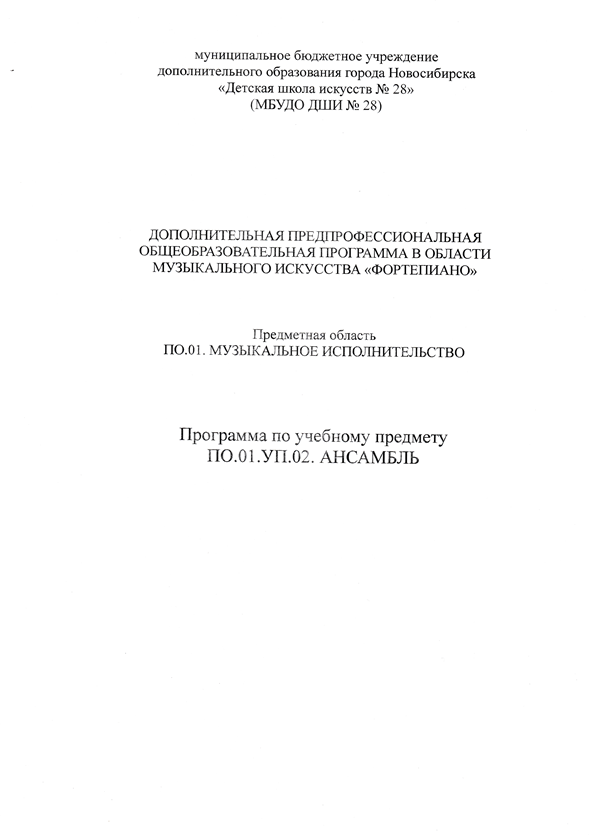 муниципальное бюджетное учреждение
дополнительного образования города Новосибирска
«Детская школа искусств № 28»
(МБУДО ДШИ № 28)
ДОПОЛНИТЕЛЬНАЯ ПРЕДПРОФЕССИОНАЛЬНАЯ
ОБЩЕОБРАЗОВАТЕЛЬНАЯ ПРОГРАММА В ОБЛАСТИ
МУЗЫКАЛЬНОГО ИСКУССТВА «ФОРТЕПИАНО»
Предметная область
ПО.01. МУЗЫКАЛЬНОЕ ИСПОЛНИТЕЛЬСТВО
Программа по учебному предмету
ПО.01.УП.02. АНСАМБЛЬ